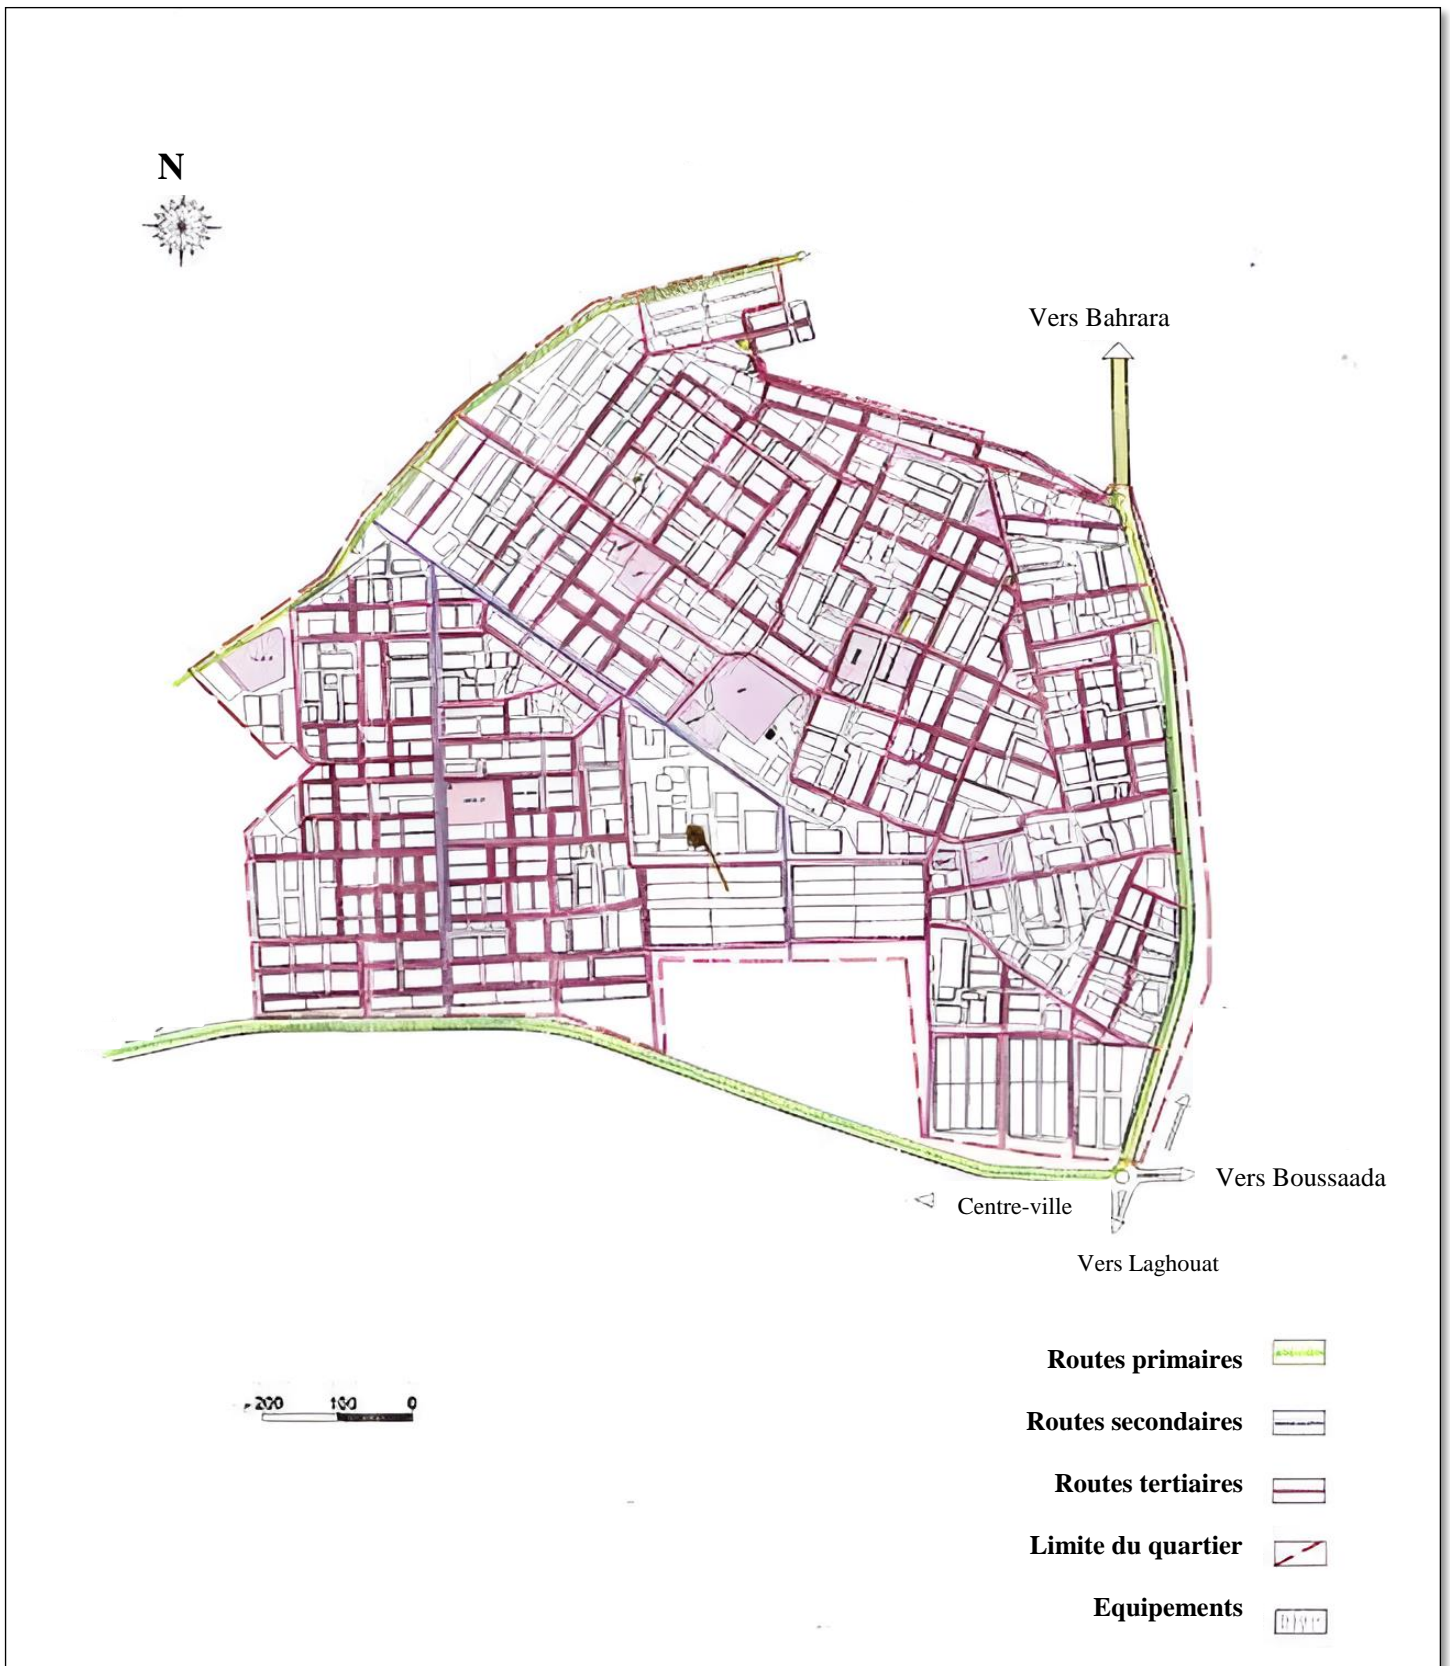 N
Vers Bahrara
Vers Boussaada
Centre-ville
Vers Laghouat
Routes primaires
200 100 0
Routes secondaires
Routes tertiaires
Limite du quartier
Equipements